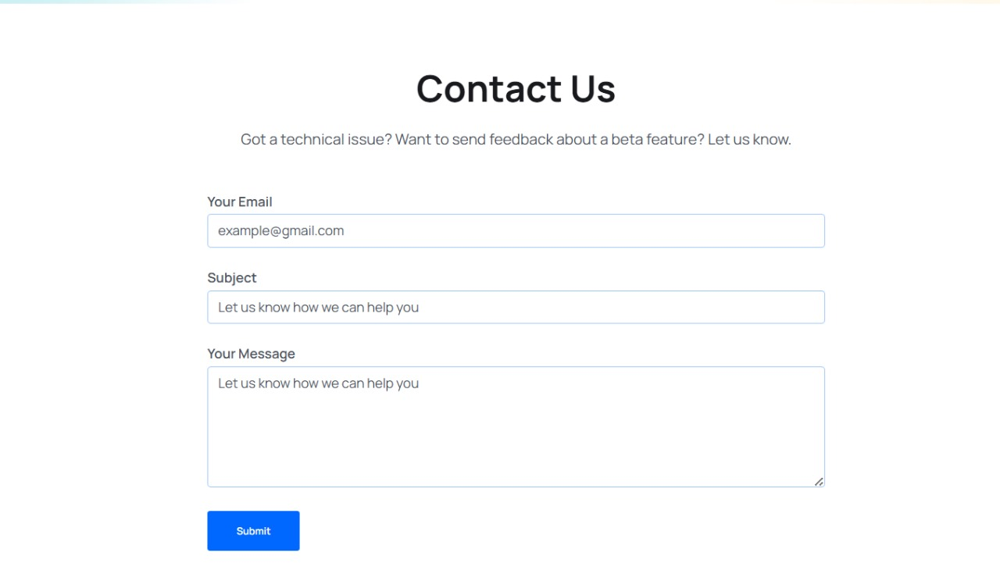 Contact Us
Got a technical issue? Want to send feedback about a beta feature? Let us know.
Your Email
example@gmail.com
Subject
Let us know how we can help you
Your Message
Let us know how we can help you
Submit